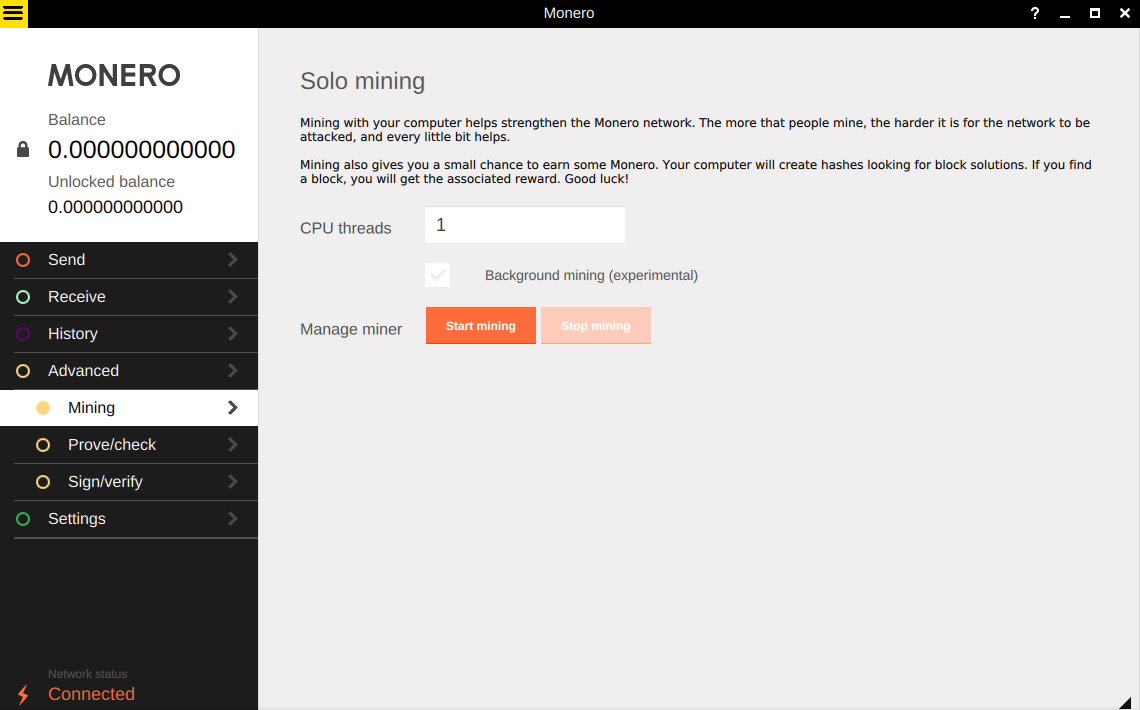 Monero
?
MONERO
Balance
0.000000000000
Unlocked balance
0.000000000000
Send
Receive
History
Advanced
Mining
Prove/check
Sign/verify
Settings
Network status
Connected
Solo mining
Mining with your computer helps strengthen the Monero network. The more that people mine, the harder it is for the network to be
attacked, and every little bit helps.
Mining also gives you a small chance to earn some Monero. Your computer will create hashes looking for block solutions. If you find
a block, you will get the associated reward. Good luck!
CPU threads
1
Background mining (experimental)
Manage miner
Start mining
Stop mining